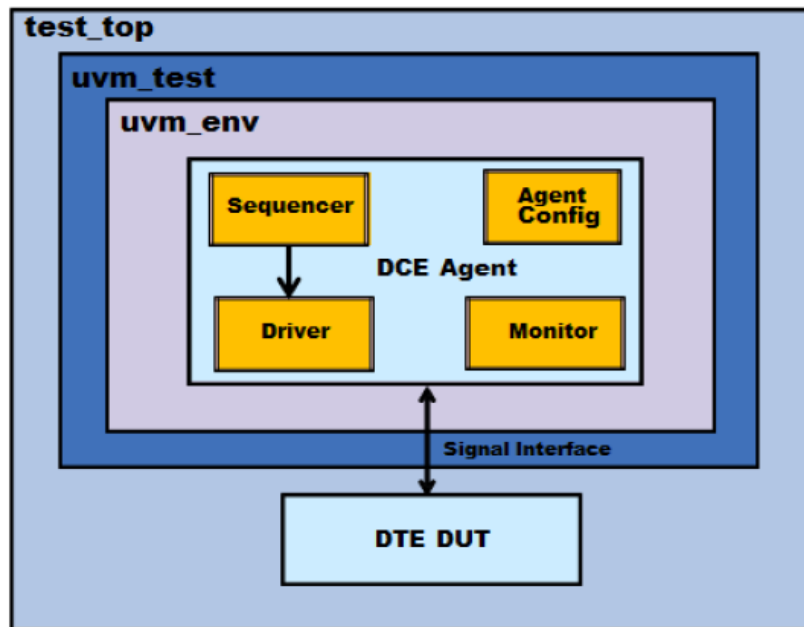 test_top
uvm_test
uvm_env
Sequencer
Agent
Config
DCE Agent
Driver
Monitor
Signal Interface
DTE DUT